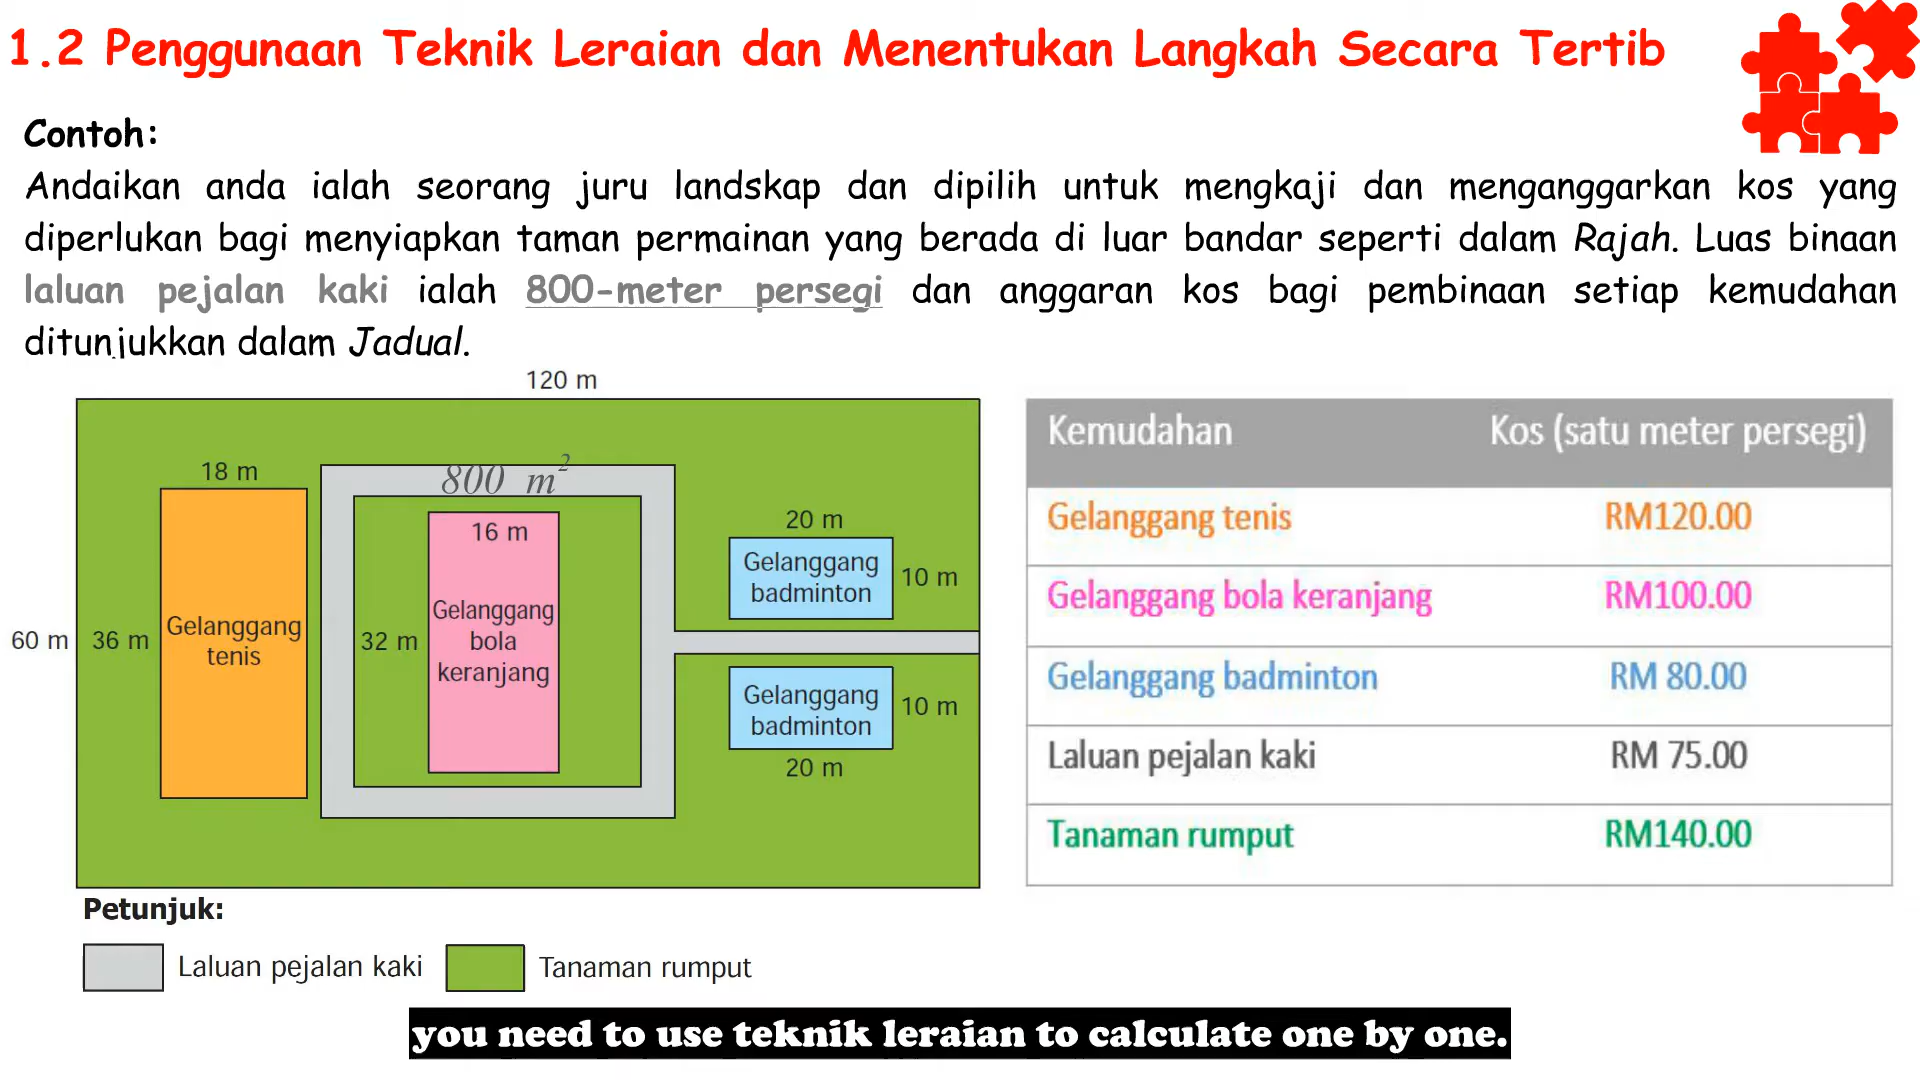 1.2 Penggunaan Teknik Leraian dan Menentukan Langkah Secara Tertib
Contoh:
Andaikan anda ialah seorang juru landskap dan dipilih untuk mengkaji dan menganggarkan kos yang
diperlukan bagi menyiapkan taman permainan yang berada di luar bandar seperti dalam Rajah. Luas binaan
laluan pejalan kaki ialah 800-meter persegi dan anggaran kos bagi pembinaan setiap kemudahan
ditunjukkan dalam Jadual.
120 m
18 m
800 m²
16 m
20 m
Gelanggang
badminton
10 m
60 m
36 m
Gelanggang
tenis
32 m
Gelanggang
bola
keranjang
Gelanggang
badminton
10 m
20 m
Petunjuk:
Laluan pejalan kaki
Tanaman rumput
Kemudahan Kos (satu meter persegi)
Gelanggang tenis RM120.00
Gelanggang bola keranjang RM100.00
Gelanggang badminton RM 80.00
Laluan pejalan kaki RM 75.00
Tanaman rumput RM140.00
you need to use teknik leraian to calculate one by one.